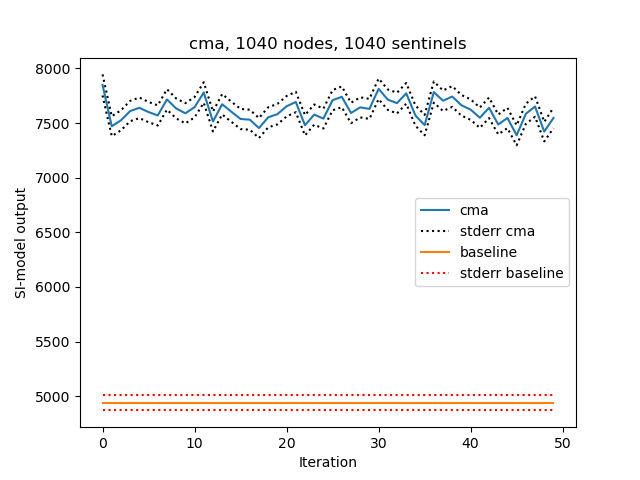 cma, 1040 nodes, 1040 sentinels
8000
7500
7000
6500
6000
5500
5000
SI-model output
cma
stderr cma
baseline
stderr baseline
0
10
20
30
40
50
Iteration